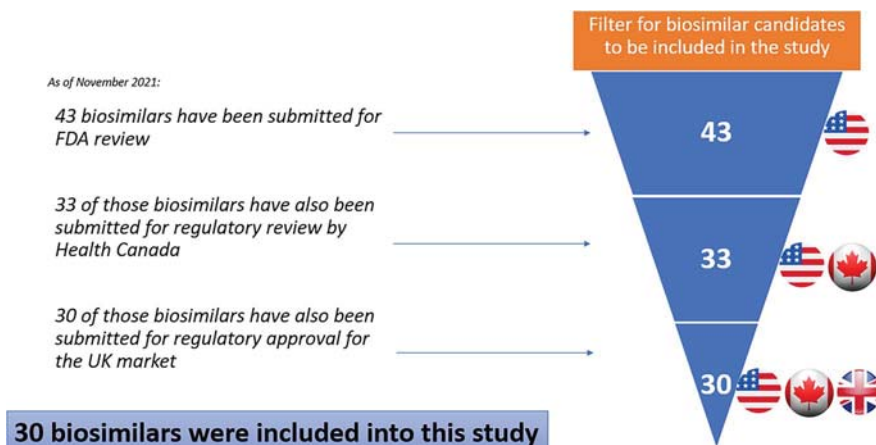 Filter for biosimilar candidates
to be included in the study
As of November 2021:
43 biosimilars have been submitted for
FDA review
43
33 of those biosimilars have also been
submitted for regulatory review by
Health Canada
33
30 of those biosimilars have also been
submitted for regulatory approval for
the UK market
30
30 biosimilars were included into this study